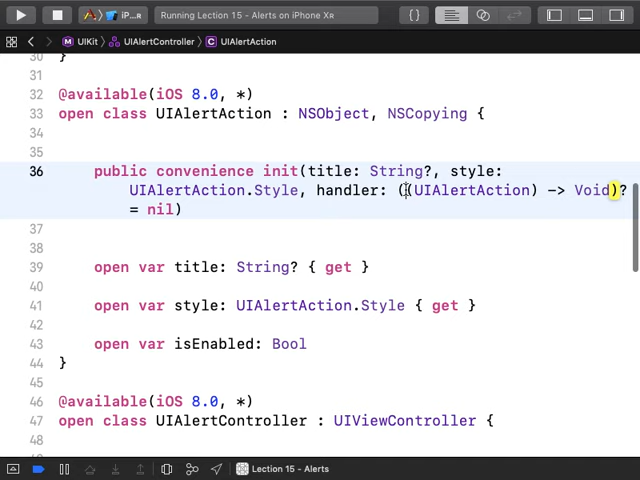 iP...
Running Lection 15 - Alerts on iPhone Xʀ
{ }
UIKit 〉 UIAlertController 〉 UIAlertAction
30 }
31
32 @available(iOS 8.0, *)
33 open class UIAlertAction : NSObject, NSCopying {
34
35
36 public convenience init(title: String?, style:
UIAlertAction.Style, handler: ((UIAlertAction) -> Void)?
= nil)
37
38
39 open var title: String? { get }
40
41 open var style: UIAlertAction.Style { get }
42
43 open var isEnabled: Bool
44 }
45
46 @available(iOS 8.0, *)
47 open class UIAlertController : UIViewController {
48
Lection 15 - Alerts